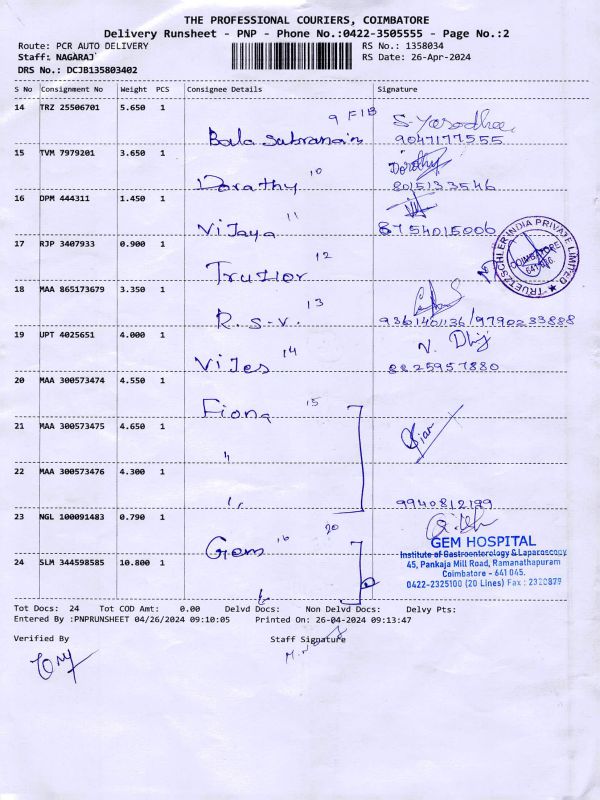 THE PROFESSIONAL COURIERS, COIMBATORE
Delivery Runsheet - PNP - Phone No.:0422-3505555 - Page No.:2
Route: PCR AUTO DELIVERY RS No.: 1358034
Staff: NAGARAJ RS Date: 26-Apr-2024
DRS No.: DCJB135803402
S No Consignment No Weight PCS Consignee Details Signature
14 TRZ 25506701 5.650 1
9 FIB
Bala Subranain 9047177555
15 TVM 7979201 3.650 1 Dorothy
10
Dorathy 8015133546
16 DPM 444311 1.450 1
11
Vijaya 8754015006
17 RJP 3407933 0.900 1
12
TRUETZSCHLER INDIA PRIVATE LIMITED
COIMBATORE
18 MAA 865173679 3.350 1
13
R.S.V. 9361401136/9790233888
19 UPT 4025651 4.000 1
14
Vijes 8825957880
20 MAA 300573474 4.550 1
Fiona 15
21 MAA 300573475 4.650 1
"
22 MAA 300573476 4.300 1
" 9940812199
23 NGL 100091483 0.790 1
Gem 16 20
GEM HOSPITAL
Institute of Gastroenterology & Laparoscopy
24 SLM 344598585 10.800 1
45, Pankaja Mill Road, Ramanathapuram
Coimbatore - 641 045.
0422-2325100 (20 Lines) Fax : 2320879
Tot Docs: 24 Tot COD Amt: 0.00 Delvd Docs: Non Delvd Docs: Delvy Pts:
Entered By :PNPRUNSHEET 04/26/2024 09:10:05 Printed On: 26-04-2024 09:13:47
Verified By Staff Signature